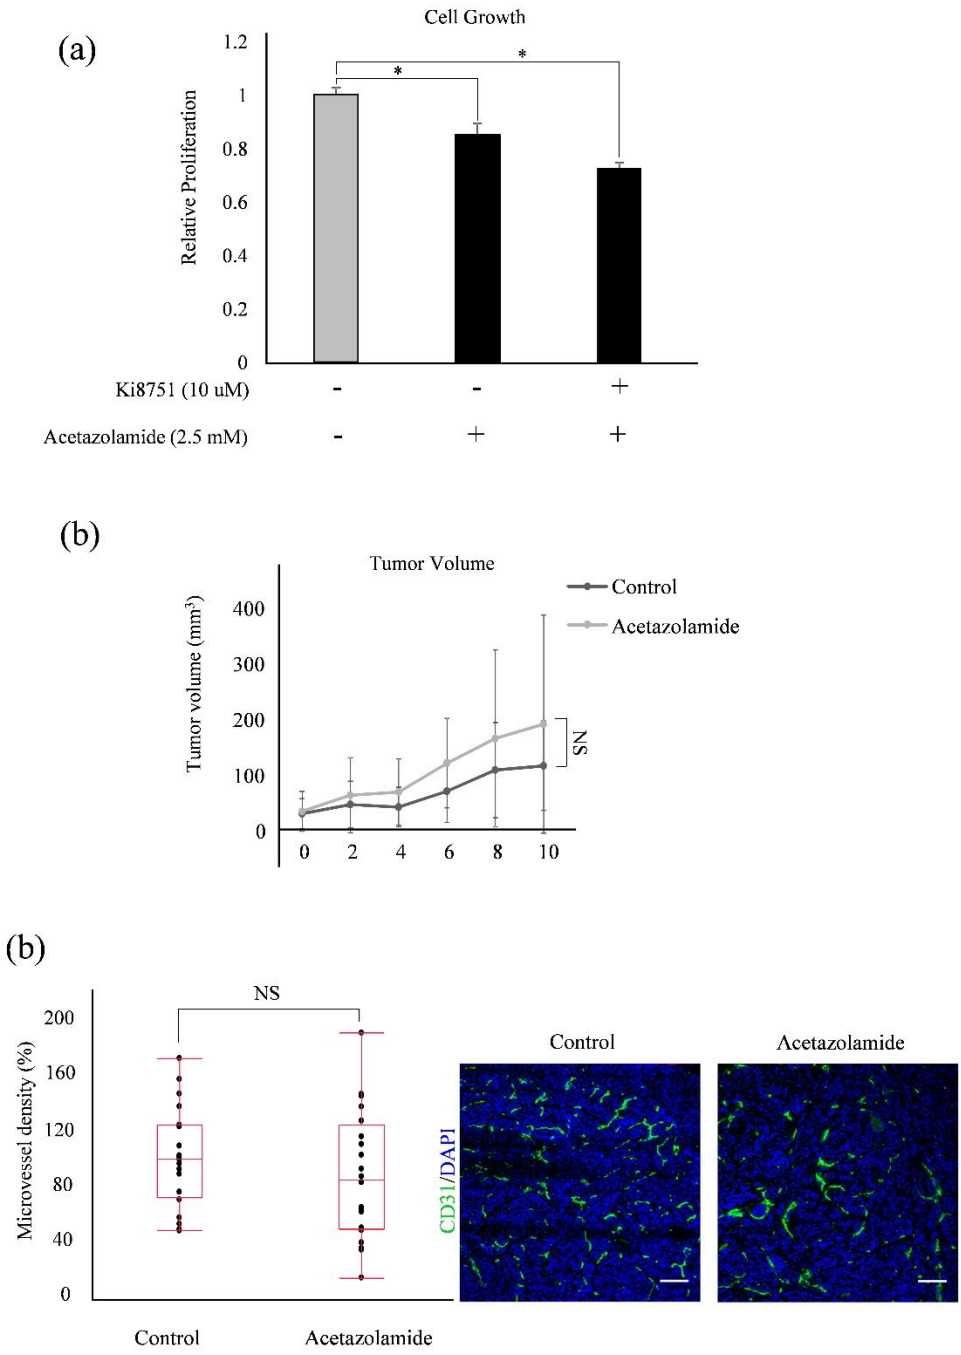 Cell Growth
(a)
1.2
1
0.8
0.6
0.4
0.2
0
Relative Proliferation
*
*
Ki8751 (10 uM) - - +
Acetazolamide (2.5 mM) - + +
(b)
Tumor Volume
Control
Acetazolamide
Tumor volume (mm³)
400
300
200
100
0
NS
0 2 4 6 8 10
(b)
NS
Microvessel density (%)
200
160
120
80
40
0
Control Acetazolamide
Control Acetazolamide
CD31/DAPI